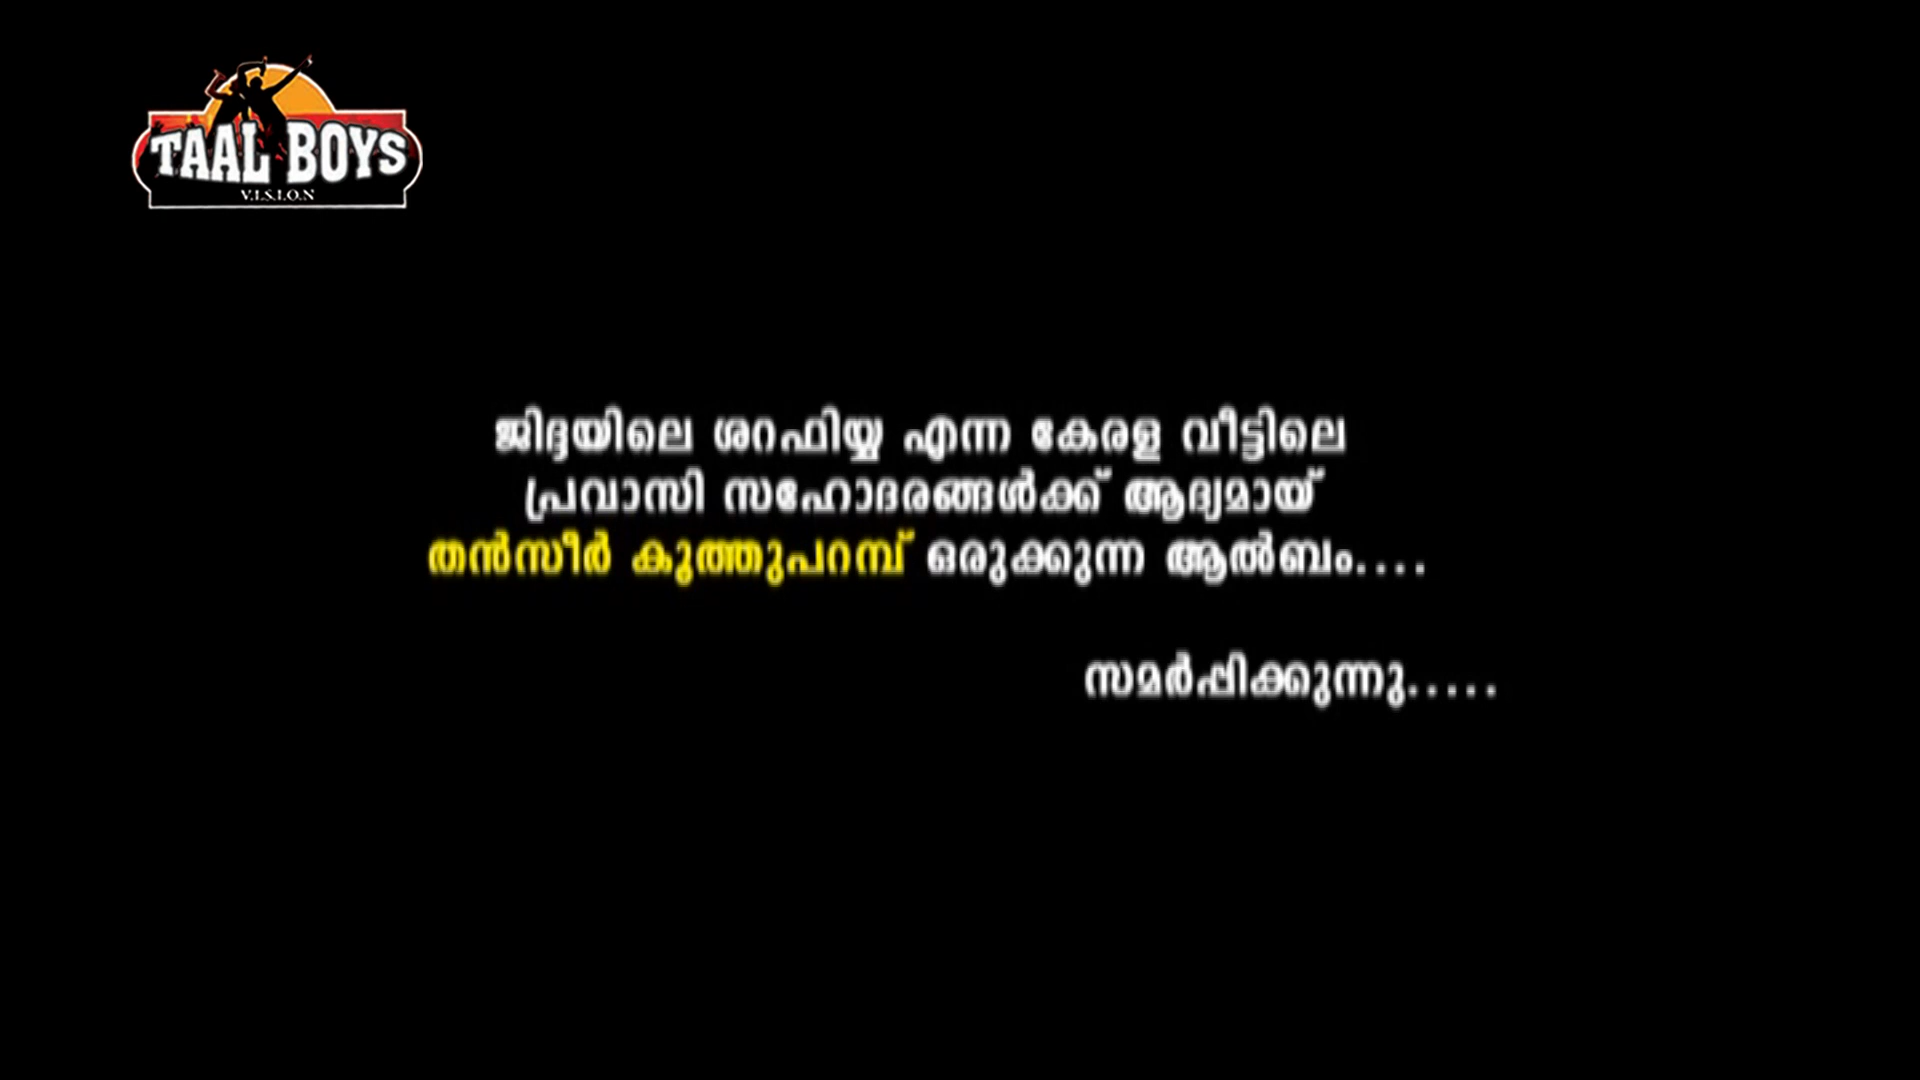 TAAL BOYS
V.I.S.I.O.N
ജിദ്ദയിലെ ശറഫിയ്യ എന്ന കേരള വീട്ടിലെ
പ്രവാസി സഹോദരങ്ങൾക്ക് ആദ്യമായ്
തൻസീർ കൂത്തുപറമ്പ് ഒരുക്കുന്ന ആൽബം....
സമർപ്പിക്കുന്നു.....